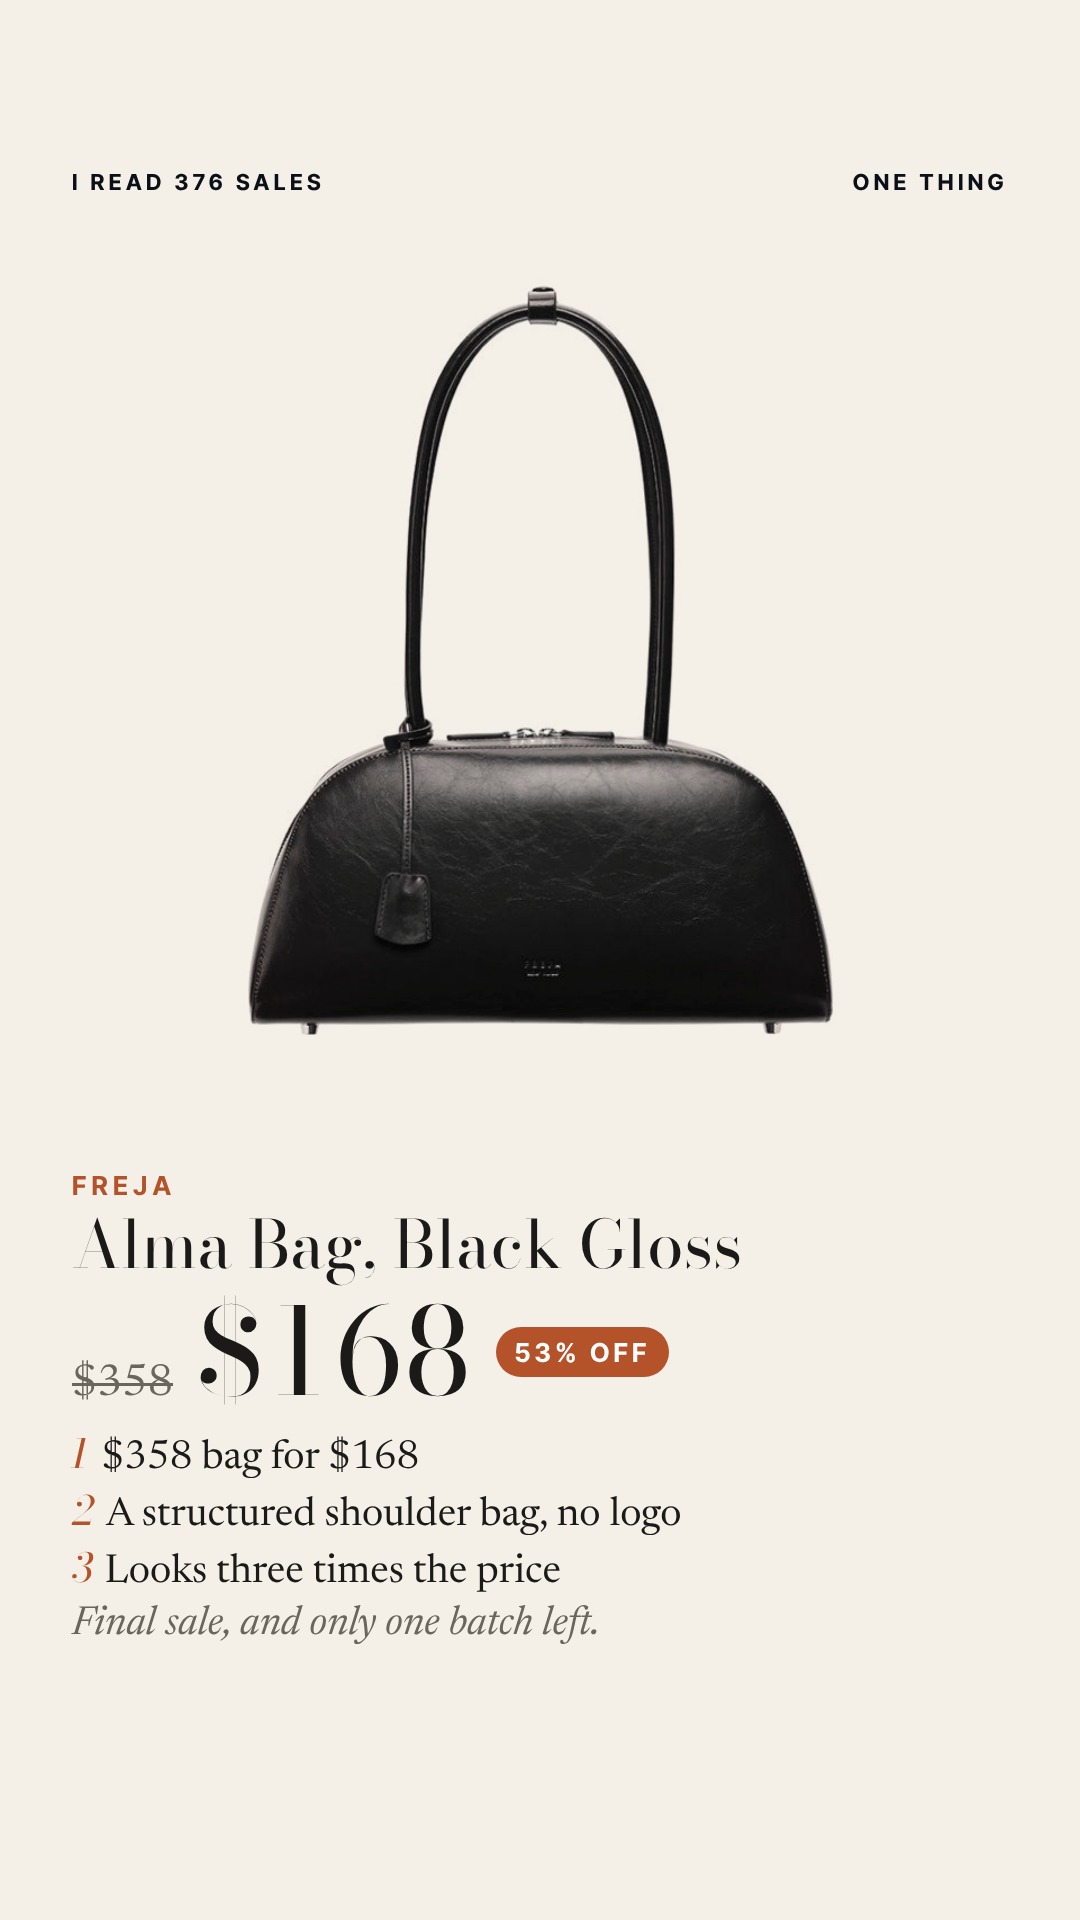 I READ 376 SALES
ONE THING
FREJA
FREJA
Alma Bag, Black Gloss
$358 $168 53% OFF
1 $358 bag for $168
2 A structured shoulder bag, no logo
3 Looks three times the price
Final sale, and only one batch left.